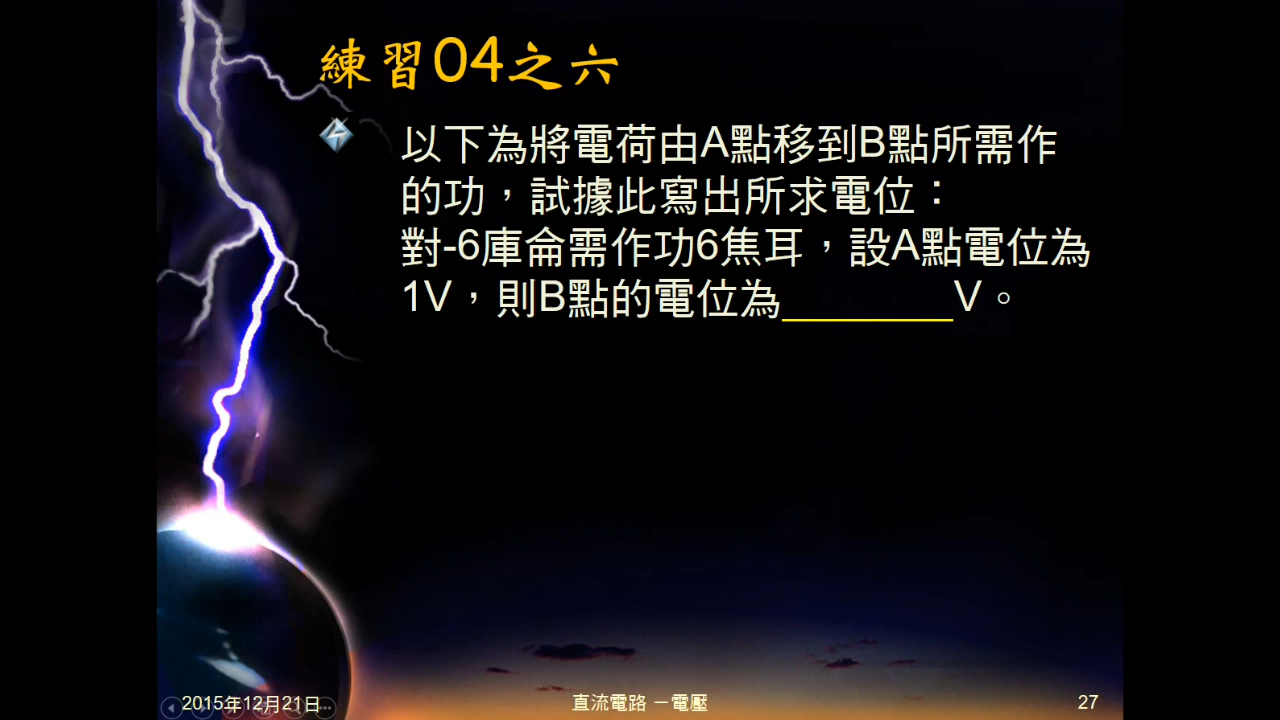 練習04之六
以下為將電荷由A點移到B點所需作
的功，試據此寫出所求電位：
對-6庫侖需作功6焦耳，設A點電位為
1V，則B點的電位為________V。
2015年12月21日
直流電路 － 電壓
27